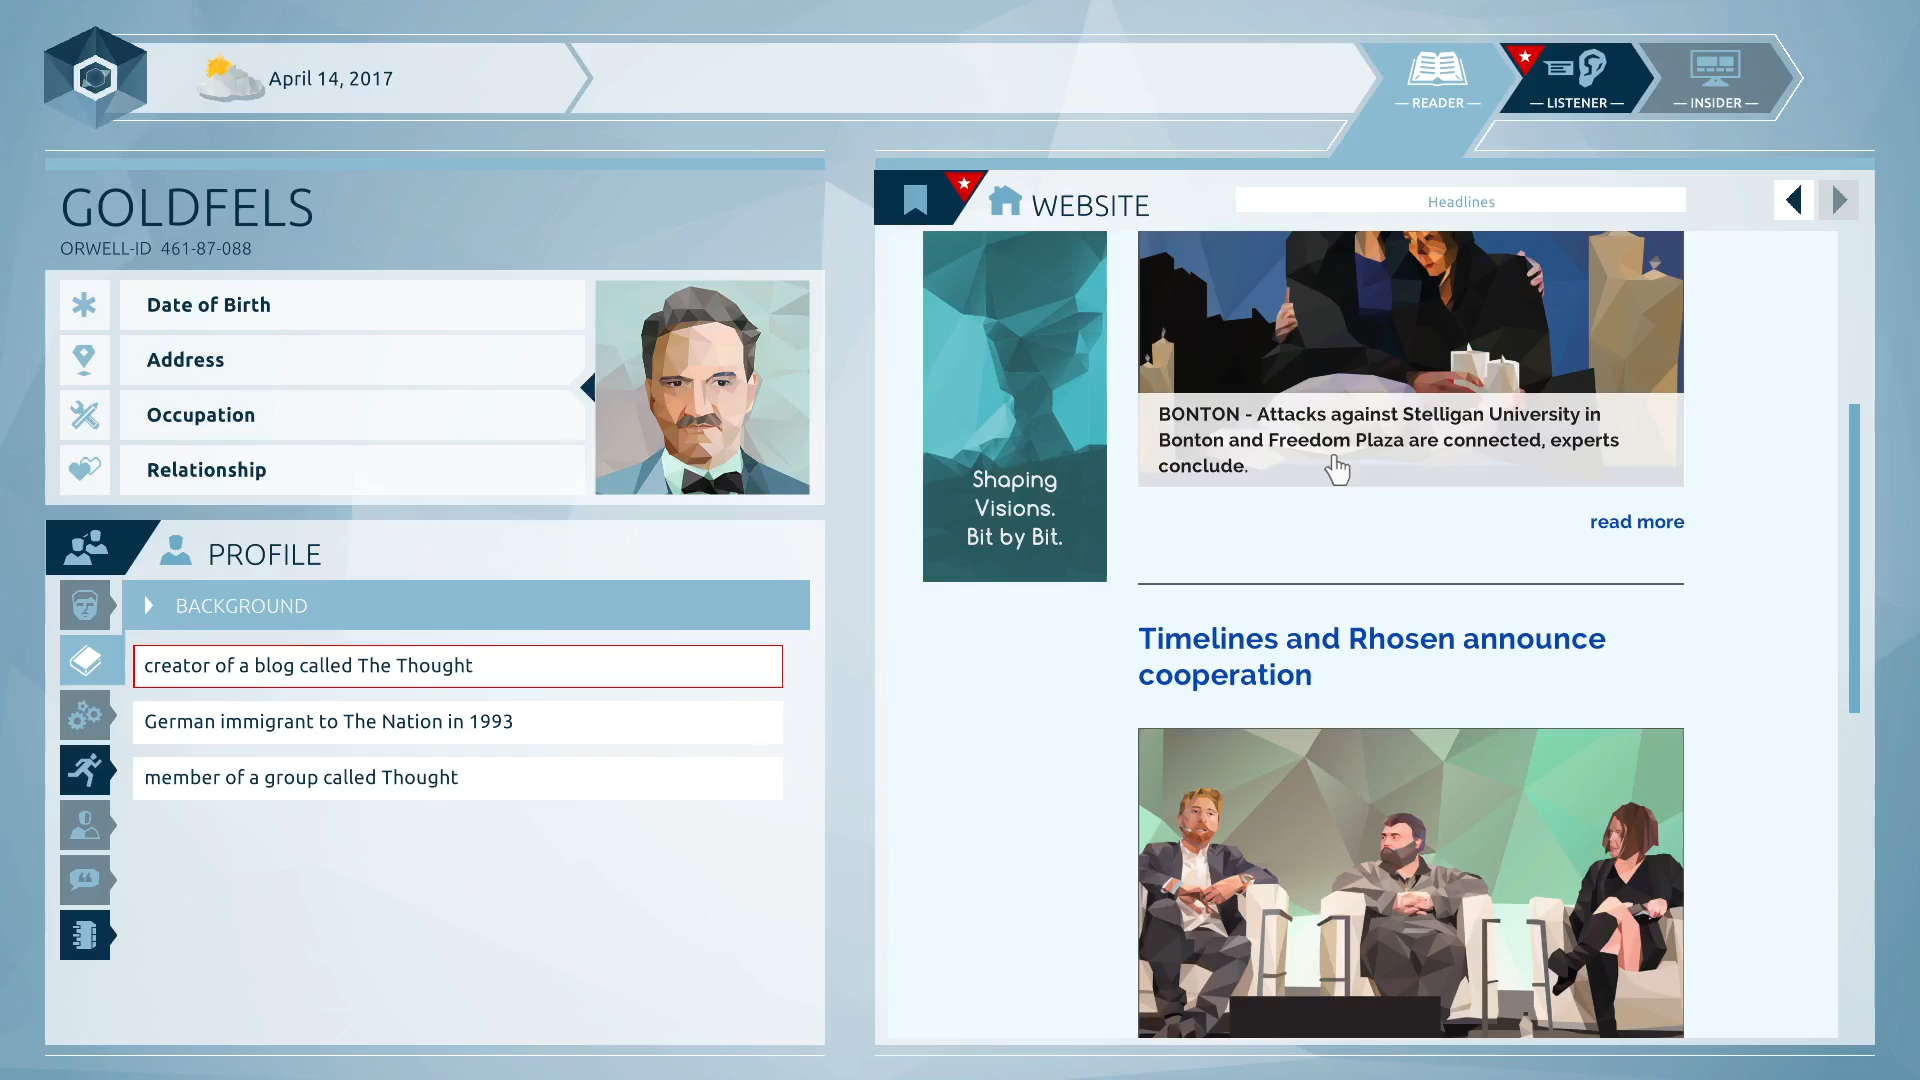 April 14, 2017
— READER —
— LISTENER —
— INSIDER —
GOLDFELS
ORWELL-ID 461-87-088
Date of Birth
Address
Occupation
Relationship
PROFILE
BACKGROUND
creator of a blog called The Thought
German immigrant to The Nation in 1993
member of a group called Thought
WEBSITE
Headlines
Shaping
Visions.
Bit by Bit.
BONTON - Attacks against Stelligan University in
Bonton and Freedom Plaza are connected, experts
conclude.
read more
Timelines and Rhosen announce
cooperation